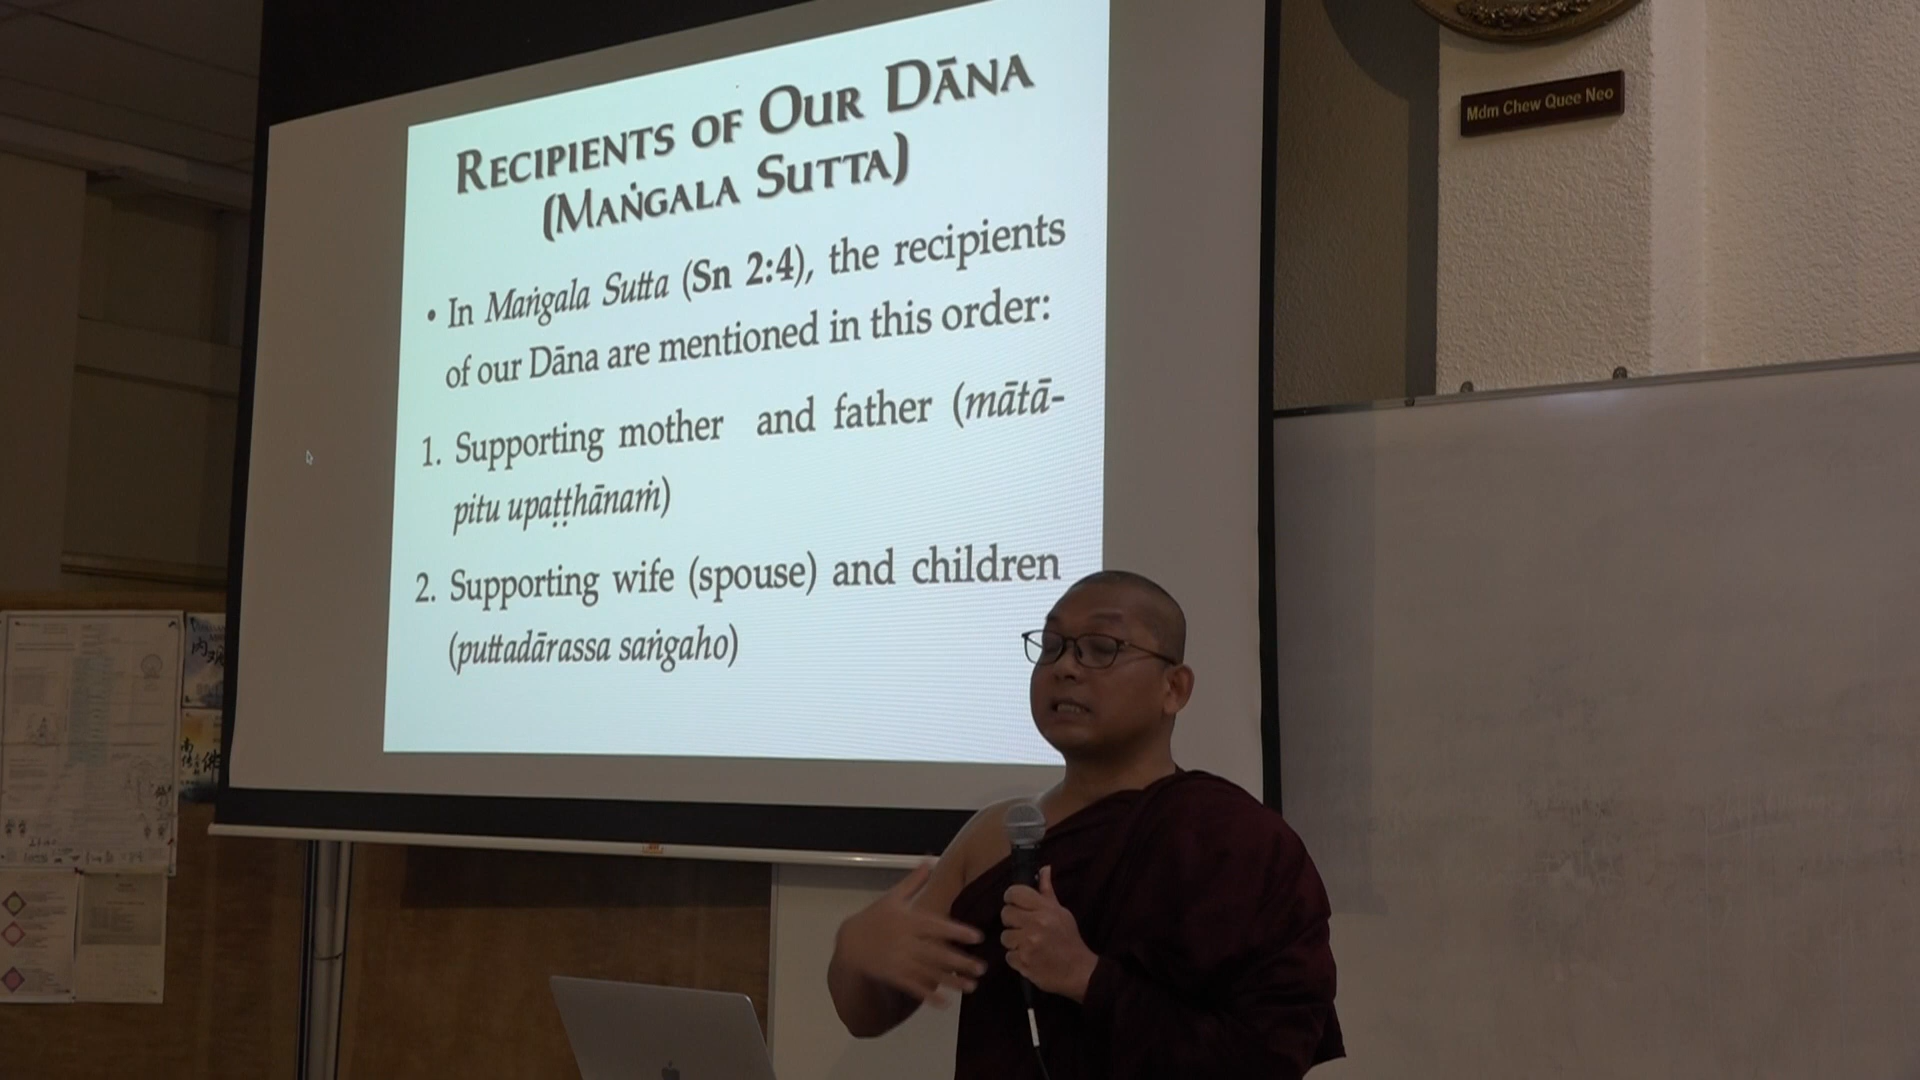 RECIPIENTS OF OUR DĀNA
(MAṄGALA SUTTA)
• In Maṅgala Sutta (Sn 2:4), the recipients
of our Dāna are mentioned in this order:
1. Supporting mother and father (mātā-
pitu upaṭṭhānaṁ)
2. Supporting wife (spouse) and children
(puttadārassa saṅgaho)
Mdm Chew Quee Neo